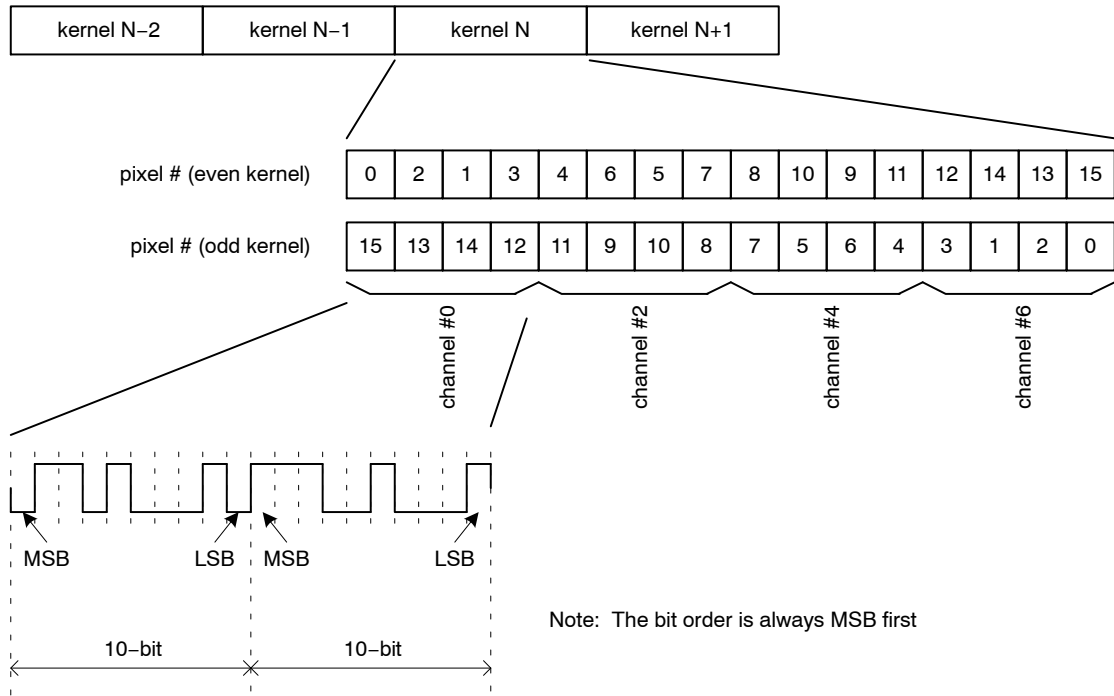 kernel N−2 kernel N−1 kernel N kernel N+1
pixel # (even kernel) 0 2 1 3 4 6 5 7 8 10 9 11 12 14 13 15
pixel # (odd kernel) 15 13 14 12 11 9 10 8 7 5 6 4 3 1 2 0
channel #0 channel #2 channel #4 channel #6
MSB LSB MSB LSB
Note: The bit order is always MSB first
10−bit 10−bit